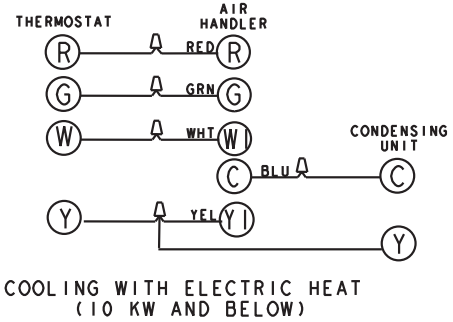 THERMOSTAT
AIR
HANDLER
R RED R
G GRN G
W WHT W1
CONDENSING
UNIT
C BLU C
Y YEL Y1
Y
COOLING WITH ELECTRIC HEAT
(10 KW AND BELOW)